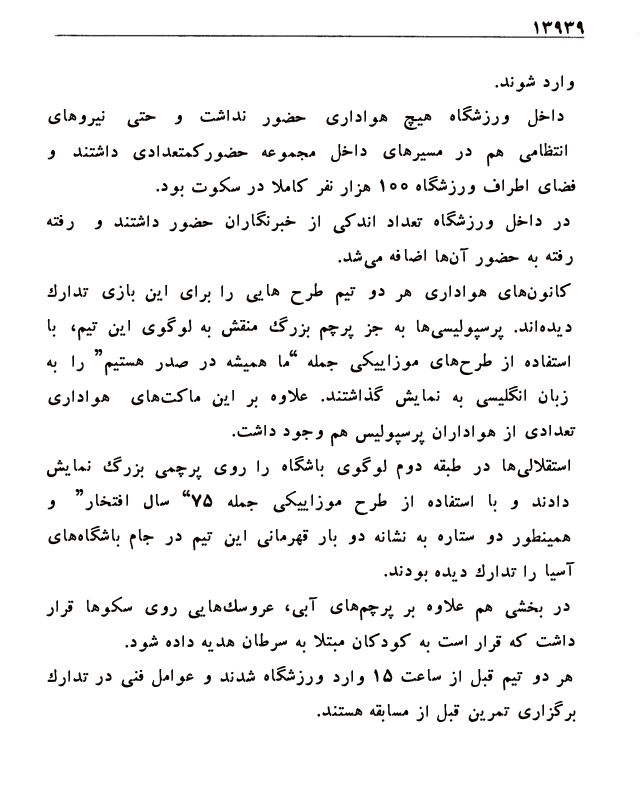 ۱۳۹۳۹
وارد شوند.
داخل ورزشگاه هیچ هواداری حضور نداشت و حتی نیروهای
انتظامی هم در مسیرهای داخل مجموعه حضورکمتعدادی داشتند و
فضای اطراف ورزشگاه ۱۰۰ هزار نفر کاملا در سکوت بود.
در داخل ورزشگاه تعداد اندکی از خبرنگاران حضور داشتند و رفته
رفته به حضور آن‌ها اضافه می‌شد.
کانون‌های هواداری هر دو تیم طرح هایی را برای این بازی تدارك
دیده‌اند. پرسپولیسی‌ها به جز پرچم بزرگ منقش به لوگوی این تیم، با
استفاده از طرح‌های موزاییکی جمله “ما همیشه در صدر هستیم” را به
زبان انگلیسی به نمایش گذاشتند. علاوه بر این ماکت‌های هواداری
تعدادی از هواداران پرسپولیس هم وجود داشت.
استقلالی‌ها در طبقه دوم لوگوی باشگاه را روی پرچمی بزرگ نمایش
دادند و با استفاده از طرح موزاییکی جمله ۷۵“ سال افتخار” و
همینطور دو ستاره به نشانه دو بار قهرمانی این تیم در جام باشگاه‌های
آسیا را تدارك دیده بودند.
در بخشی هم علاوه بر پرچم‌های آبی، عروسك‌هایی روی سکوها قرار
داشت که قرار است به کودکان مبتلا به سرطان هدیه داده شود.
هر دو تیم قبل از ساعت ۱۵ وارد ورزشگاه شدند و عوامل فنی در تدارك
برگزاری تمرین قبل از مسابقه هستند.